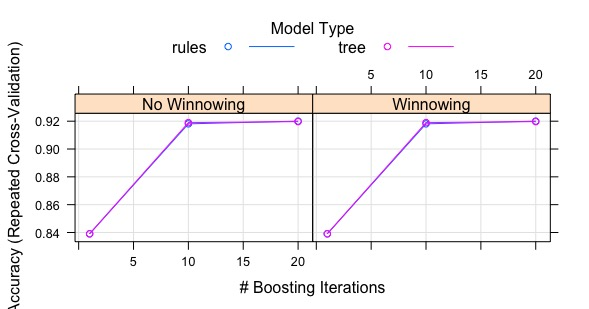 Model Type
rules tree
5 10 15 20
No Winnowing Winnowing
0.92
0.90
0.88
0.86
0.84
5 10 15 20
# Boosting Iterations
Accuracy (Repeated Cross-Validation)